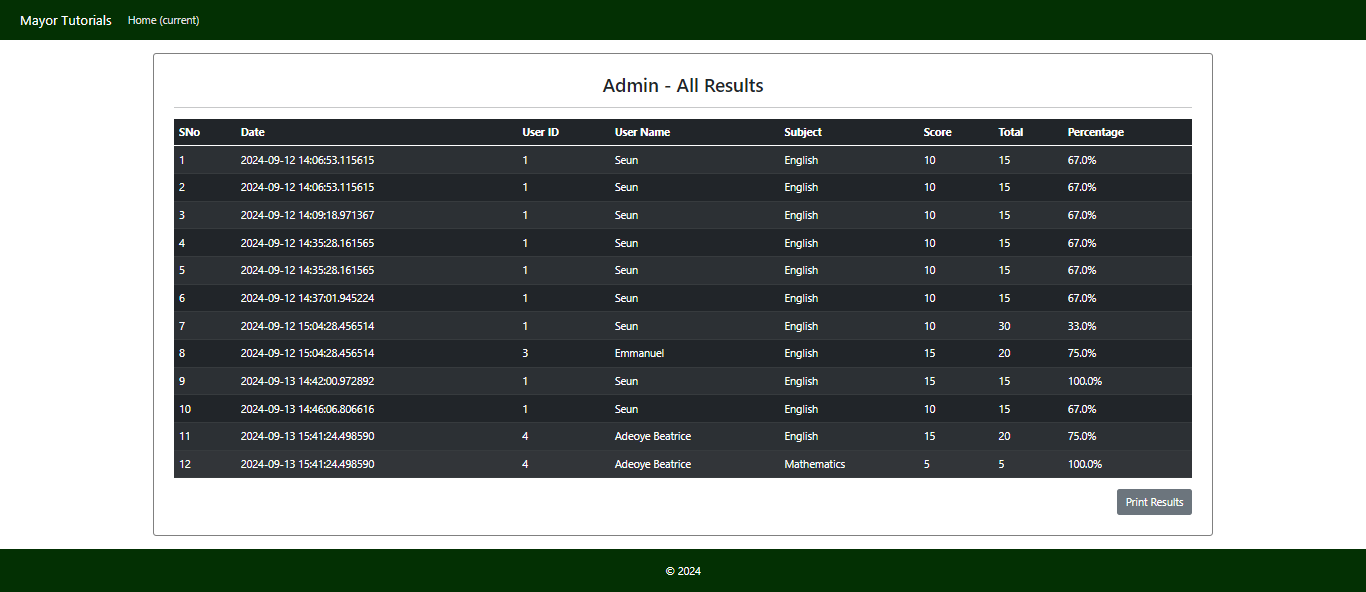 Mayor Tutorials Home (current)
Admin - All Results
SNo Date User ID User Name Subject Score Total Percentage
1 2024-09-12 14:06:53.115615 1 Seun English 10 15 67.0%
2 2024-09-12 14:06:53.115615 1 Seun English 10 15 67.0%
3 2024-09-12 14:09:18.971367 1 Seun English 10 15 67.0%
4 2024-09-12 14:35:28.161565 1 Seun English 10 15 67.0%
5 2024-09-12 14:35:28.161565 1 Seun English 10 15 67.0%
6 2024-09-12 14:37:01.945224 1 Seun English 10 15 67.0%
7 2024-09-12 15:04:28.456514 1 Seun English 10 30 33.0%
8 2024-09-12 15:04:28.456514 3 Emmanuel English 15 20 75.0%
9 2024-09-13 14:42:00.972892 1 Seun English 15 15 100.0%
10 2024-09-13 14:46:06.806616 1 Seun English 10 15 67.0%
11 2024-09-13 15:41:24.498590 4 Adeoye Beatrice English 15 20 75.0%
12 2024-09-13 15:41:24.498590 4 Adeoye Beatrice Mathematics 5 5 100.0%
Print Results
© 2024